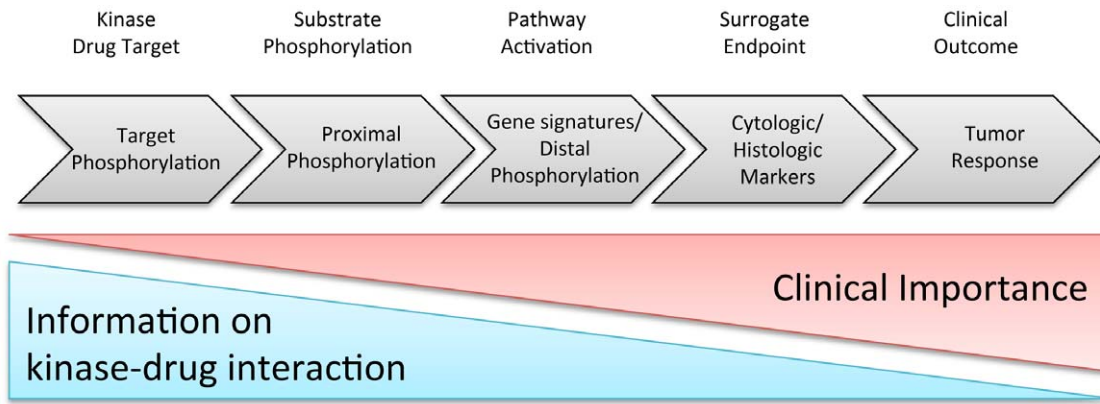 Kinase
Drug Target
Substrate
Phosphorylation
Pathway
Activation
Surrogate
Endpoint
Clinical
Outcome
Target
Phosphorylation
Proximal
Phosphorylation
Gene signatures/
Distal
Phosphorylation
Cytologic/
Histologic
Markers
Tumor
Response
Clinical Importance
Information on
kinase-drug interaction